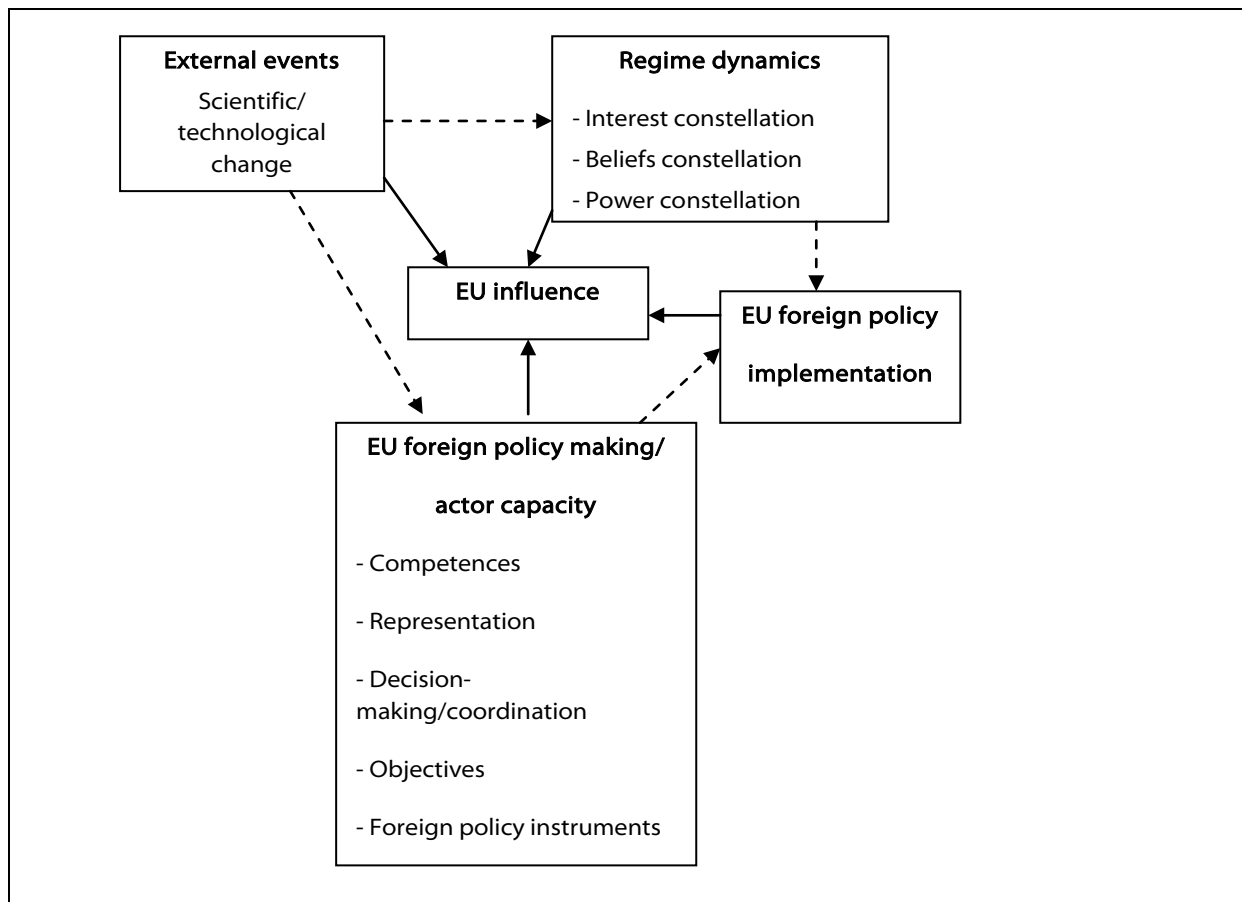 External events
Scientific/
technological
change
Regime dynamics
- Interest constellation
- Beliefs constellation
- Power constellation
EU influence
EU foreign policy
implementation
EU foreign policy making/
actor capacity
- Competences
- Representation
- Decision-
making/coordination
- Objectives
- Foreign policy instruments